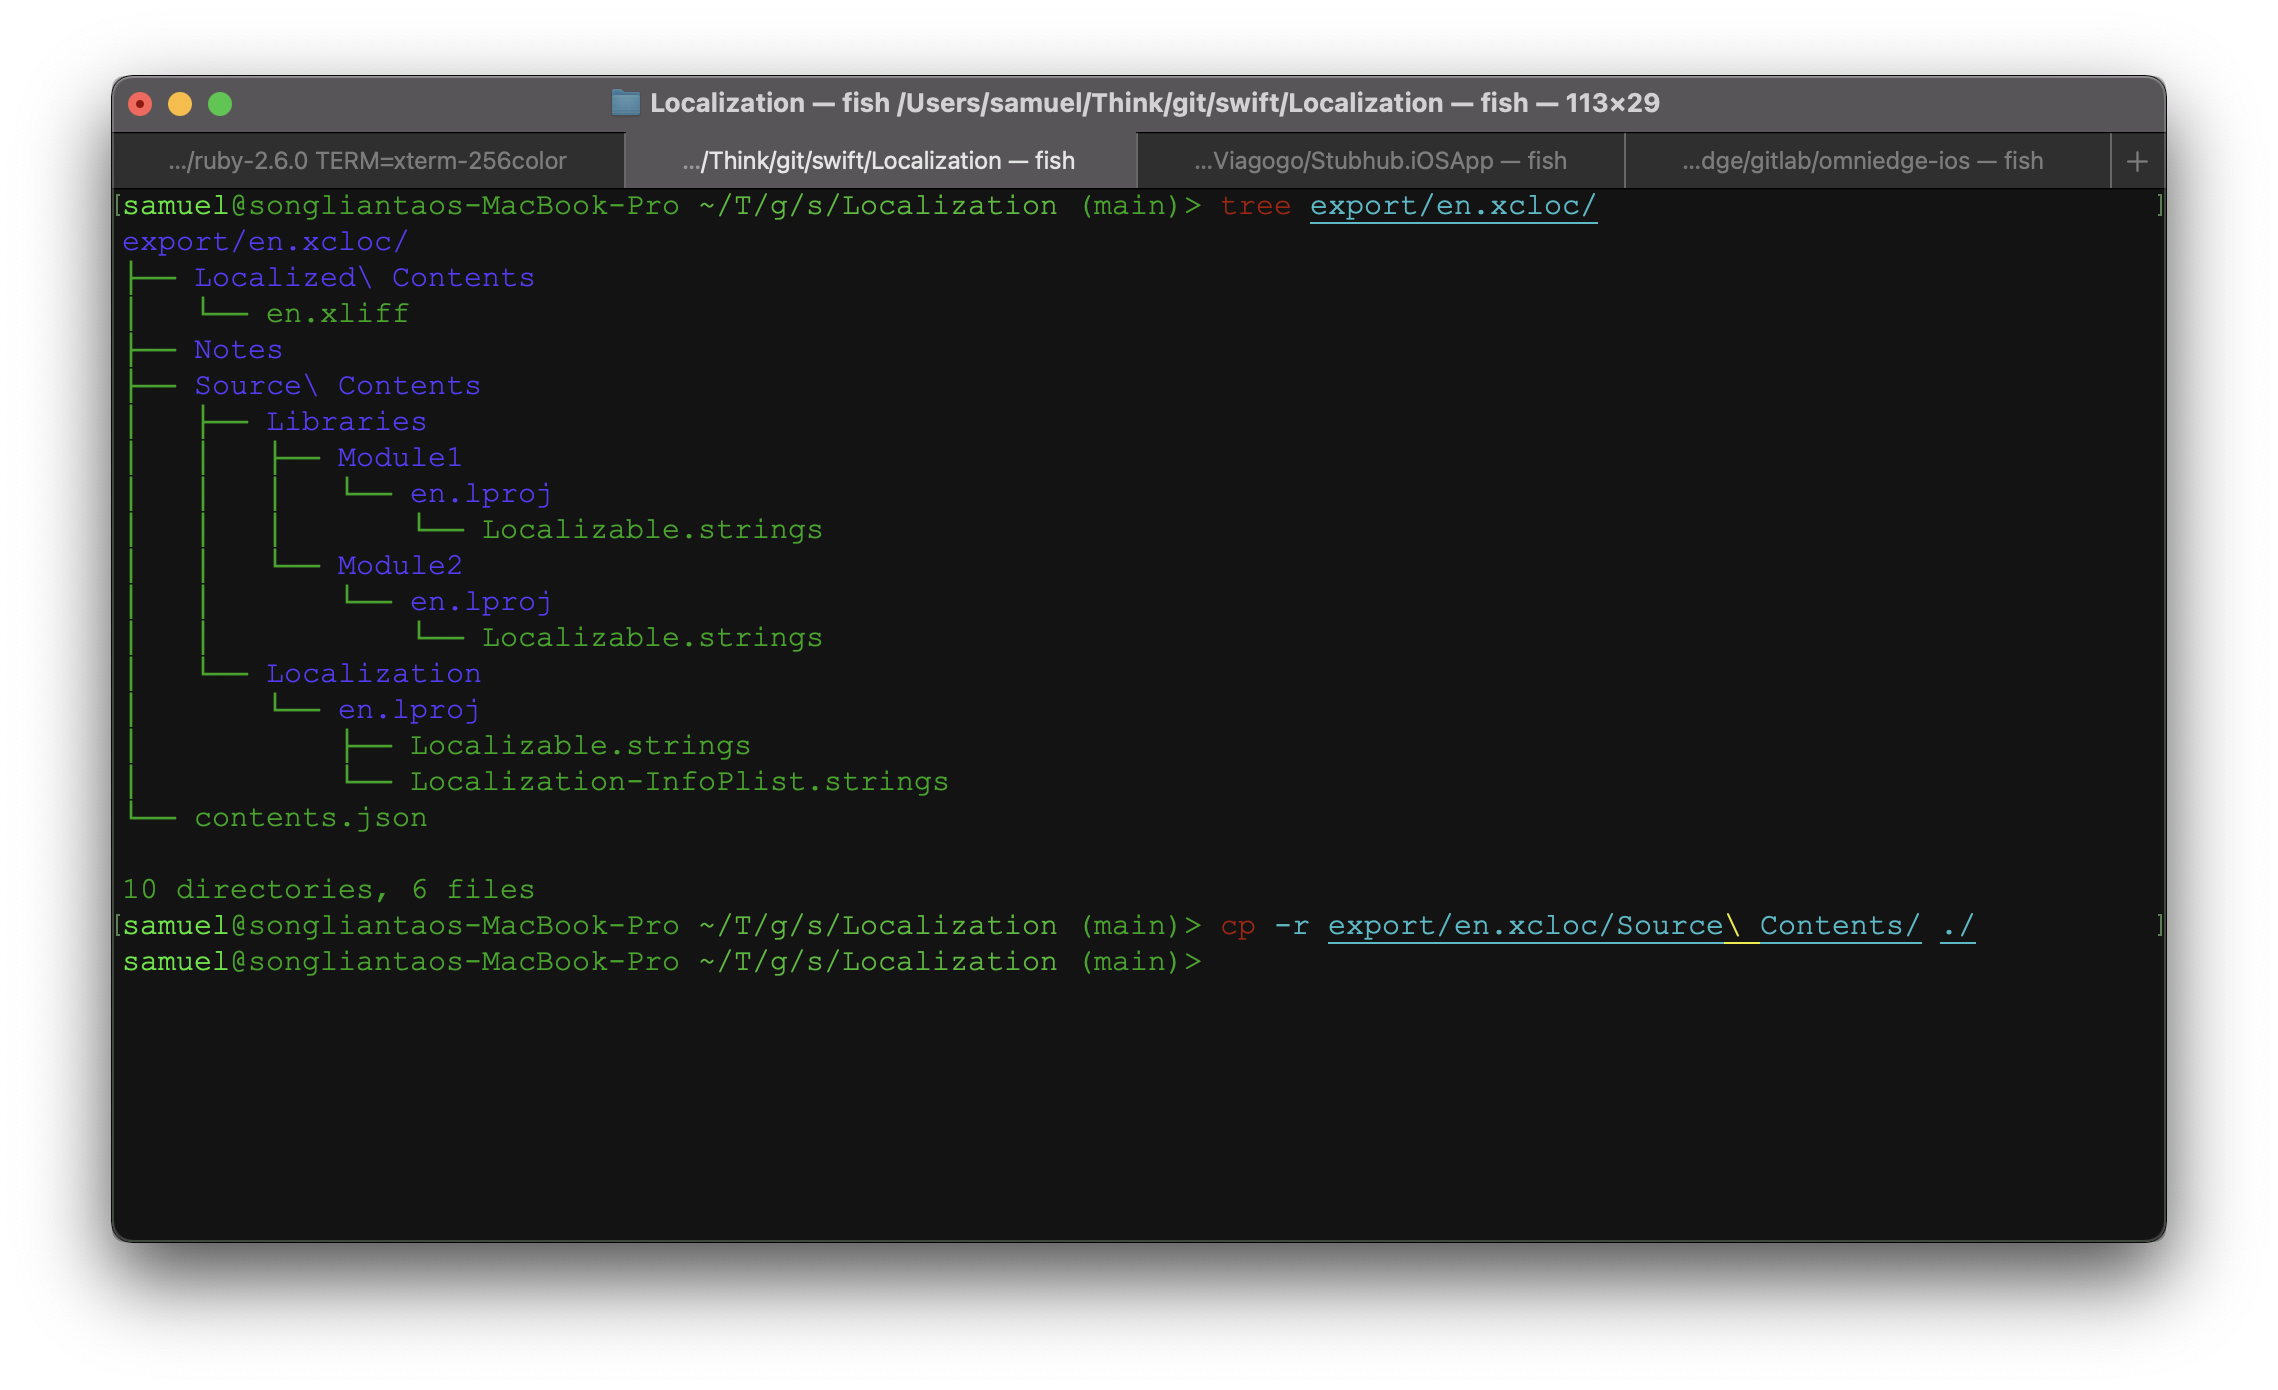 Localization — fish /Users/samuel/Think/git/swift/Localization — fish — 113×29
.../ruby-2.6.0 TERM=xterm-256color
.../Think/git/swift/Localization — fish
...Viagogo/Stubhub.iOSApp — fish
...dge/gitlab/omniedge-ios — fish
+
[samuel@songliantaos-MacBook-Pro ~/T/g/s/Localization (main)> tree export/en.xcloc/ ]
export/en.xcloc/
├── Localized\ Contents
│   └── en.xliff
├── Notes
├── Source\ Contents
│   ├── Libraries
│   │   ├── Module1
│   │   │   └── en.lproj
│   │   │       └── Localizable.strings
│   │   └── Module2
│   │       └── en.lproj
│   │           └── Localizable.strings
│   └── Localization
│       └── en.lproj
│           ├── Localizable.strings
│           └── Localization-InfoPlist.strings
└── contents.json
10 directories, 6 files
[samuel@songliantaos-MacBook-Pro ~/T/g/s/Localization (main)> cp -r export/en.xcloc/Source\ Contents/ ./ ]
samuel@songliantaos-MacBook-Pro ~/T/g/s/Localization (main)>